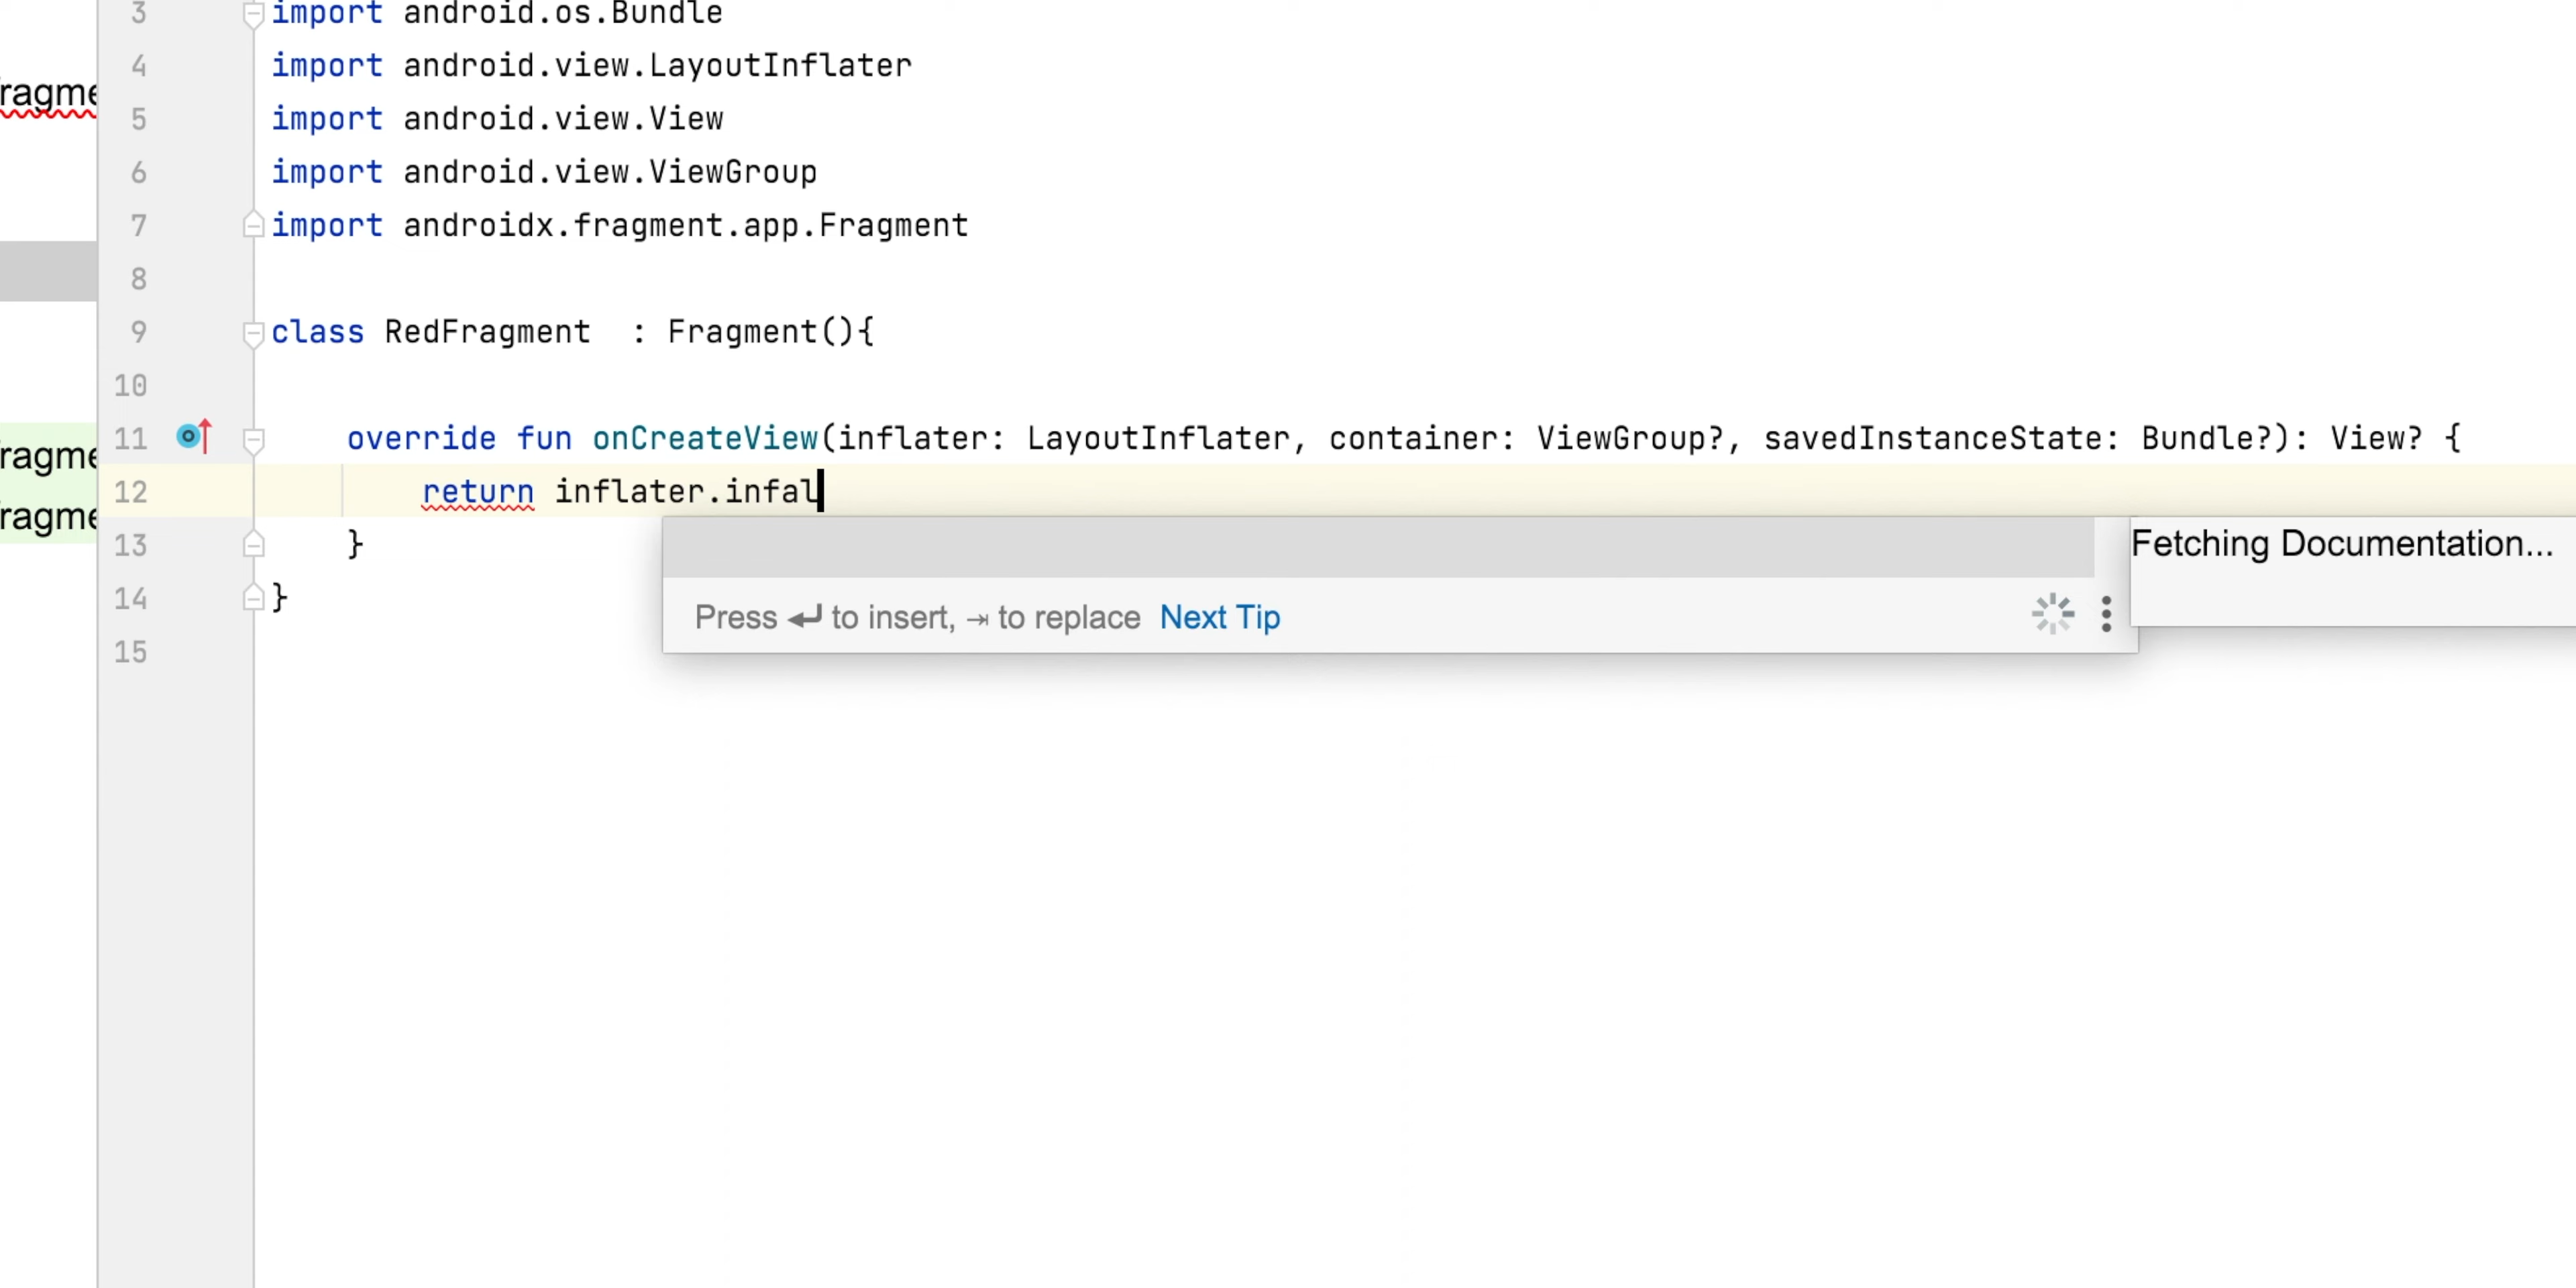 3 import android.os.Bundle
4 import android.view.LayoutInflater
ragme
5 import android.view.View
6 import android.view.ViewGroup
7 import androidx.fragment.app.Fragment
8
9 class RedFragment  : Fragment(){
10
ragme
11 override fun onCreateView(inflater: LayoutInflater, container: ViewGroup?, savedInstanceState: Bundle?): View? {
ragme
12 return inflater.infal
13 }
Fetching Documentation...
14 }
Press ↵ to insert, ⇥ to replace Next Tip
15